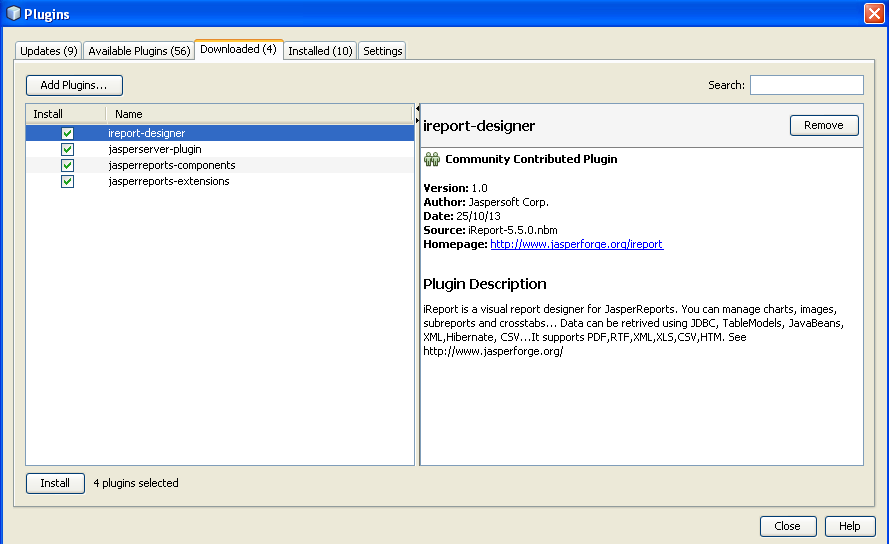 Plugins
Updates (9) Available Plugins (56) Downloaded (4) Installed (10) Settings
Add Plugins... Search:
Install Name
ireport-designer
jasperserver-plugin
jasperreports-components
jasperreports-extensions
ireport-designer Remove
Community Contributed Plugin
Version: 1.0
Author: Jaspersoft Corp.
Date: 25/10/13
Source: iReport-5.5.0.nbm
Homepage: http://www.jasperforge.org/ireport
Plugin Description
iReport is a visual report designer for JasperReports. You can manage charts, images,
subreports and crosstabs... Data can be retrived using JDBC, TableModels, JavaBeans,
XML,Hibernate, CSV...It supports PDF,RTF,XML,XLS,CSV,HTM. See
http://www.jasperforge.org/
Install 4 plugins selected
Close Help